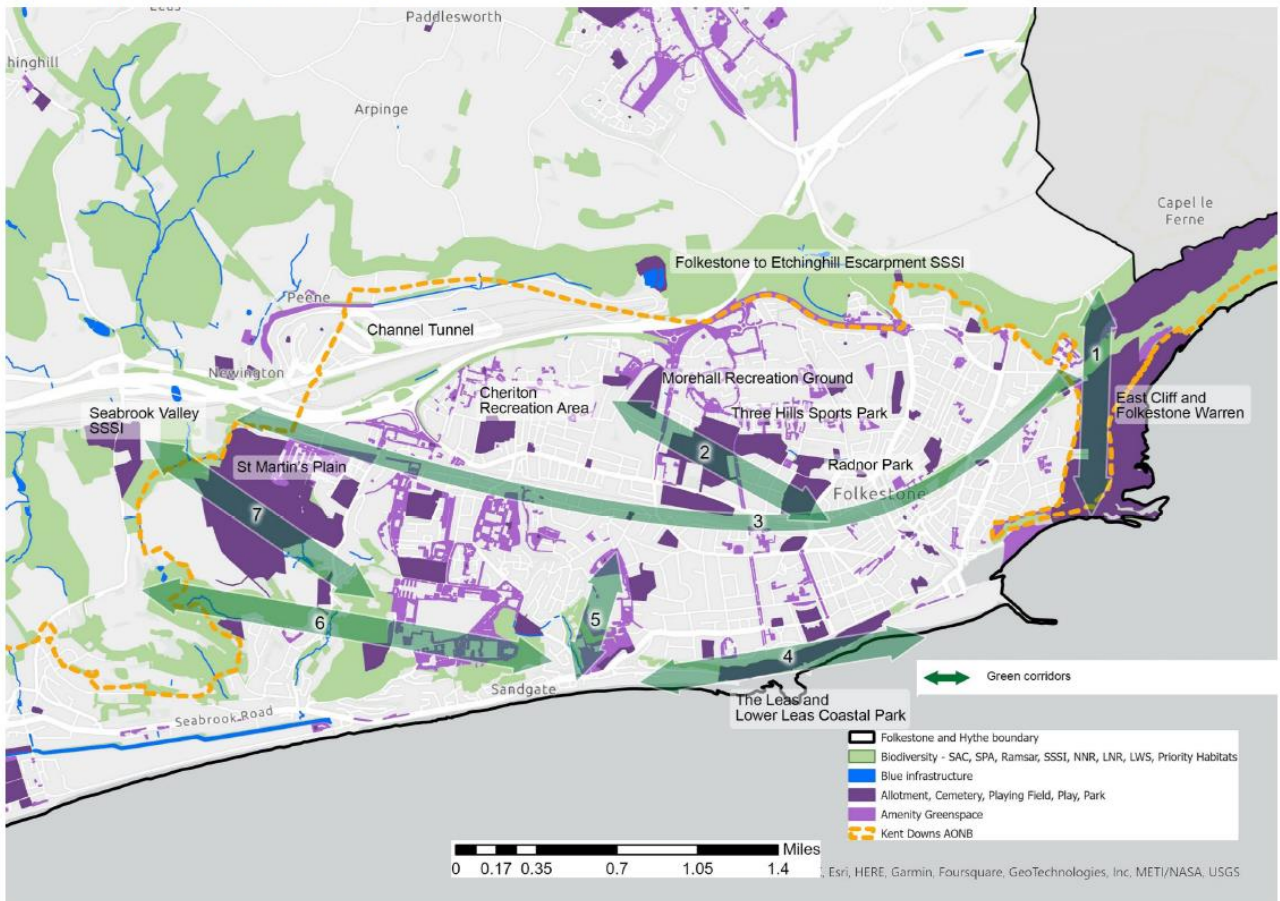 Paddlesworth
hinghill
Arpinge
Capel le
Ferne
Folkestone to Etchinghill Escarpment SSSI
Peene
Channel Tunnel
1
Newington
Morehall Recreation Ground
Cheriton
Recreation Area
East Cliff and
Folkestone Warren
Seabrook Valley
SSSI
Three Hills Sports Park
2
St Martin's Plain
Radnor Park
Folkestone
7
3
6
5
4
Green corridors
Sandgate
The Leas and
Lower Leas Coastal Park
Seabrook Road
Folkestone and Hythe boundary
Biodiversity - SAC, SPA, Ramsar, SSSI, NNR, LNR, LWS, Priority Habitats
Blue infrastructure
Allotment, Cemetery, Playing Field, Play, Park
Amenity Greenspace
Kent Downs AONB
Miles
0 0.17 0.35 0.7 1.05 1.4
Esri, HERE, Garmin, Foursquare, GeoTechnologies, Inc, METI/NASA, USGS